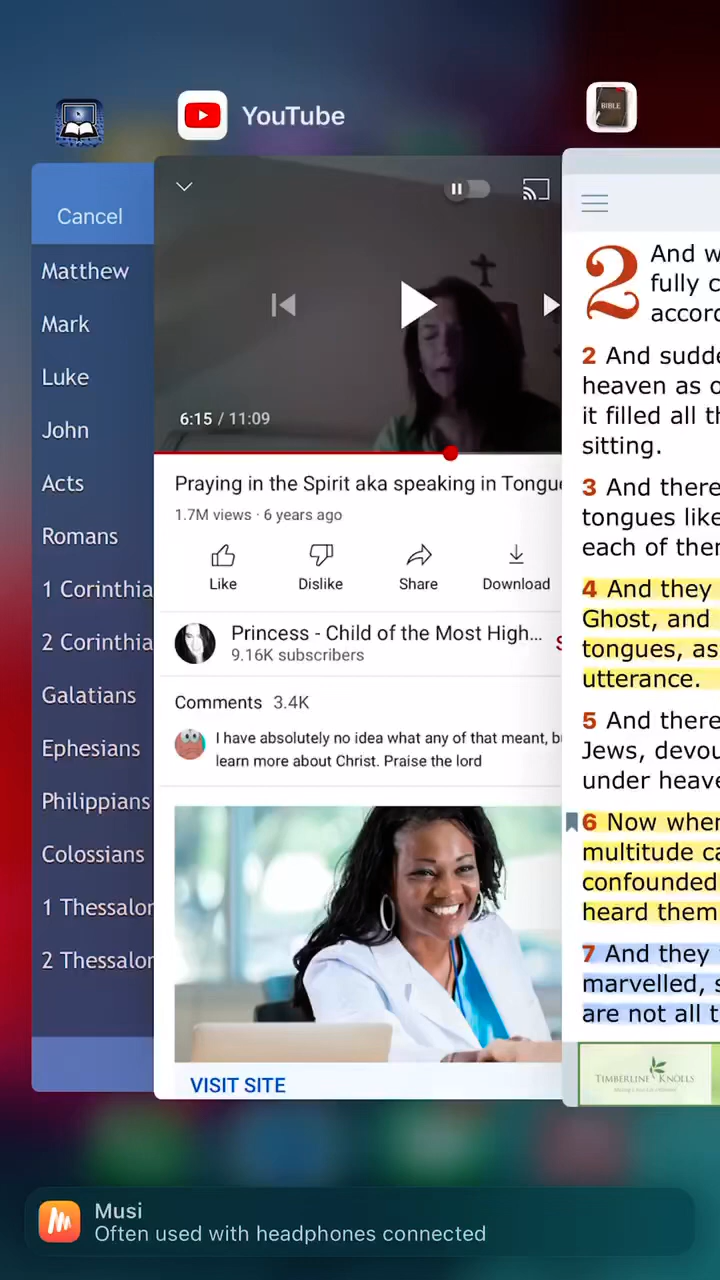 YouTube
BIBLE
Cancel
Matthew
Mark
Luke
John
Acts
Romans
1 Corinthia
2 Corinthia
Galatians
Ephesians
Philippians
Colossians
1 Thessalor
2 Thessalor
6:15 / 11:09
Praying in the Spirit aka speaking in Tongue
1.7M views · 6 years ago
Like
Dislike
Share
Download
Princess - Child of the Most High...
9.16K subscribers
Comments 3.4K
I have absolutely no idea what any of that meant, b
learn more about Christ. Praise the lord
VISIT SITE
2 And w
fully c
accord
2 And sudde
heaven as o
it filled all th
sitting.
3 And there
tongues like
each of them
4 And they
Ghost, and
tongues, as
utterance.
5 And there
Jews, devou
under heave
6 Now when
multitude ca
confounded
heard them
7 And they
marvelled, s
are not all t
TIMBERLINE KNOLLS
Musi
Often used with headphones connected